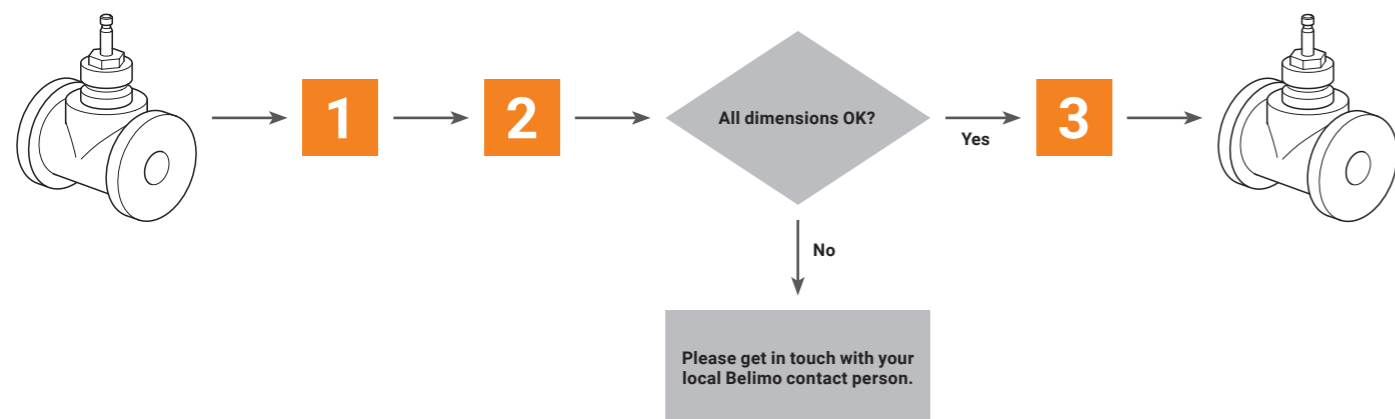 1
2
All dimensions OK?
Yes
3
No
Please get in touch with your
local Belimo contact person.